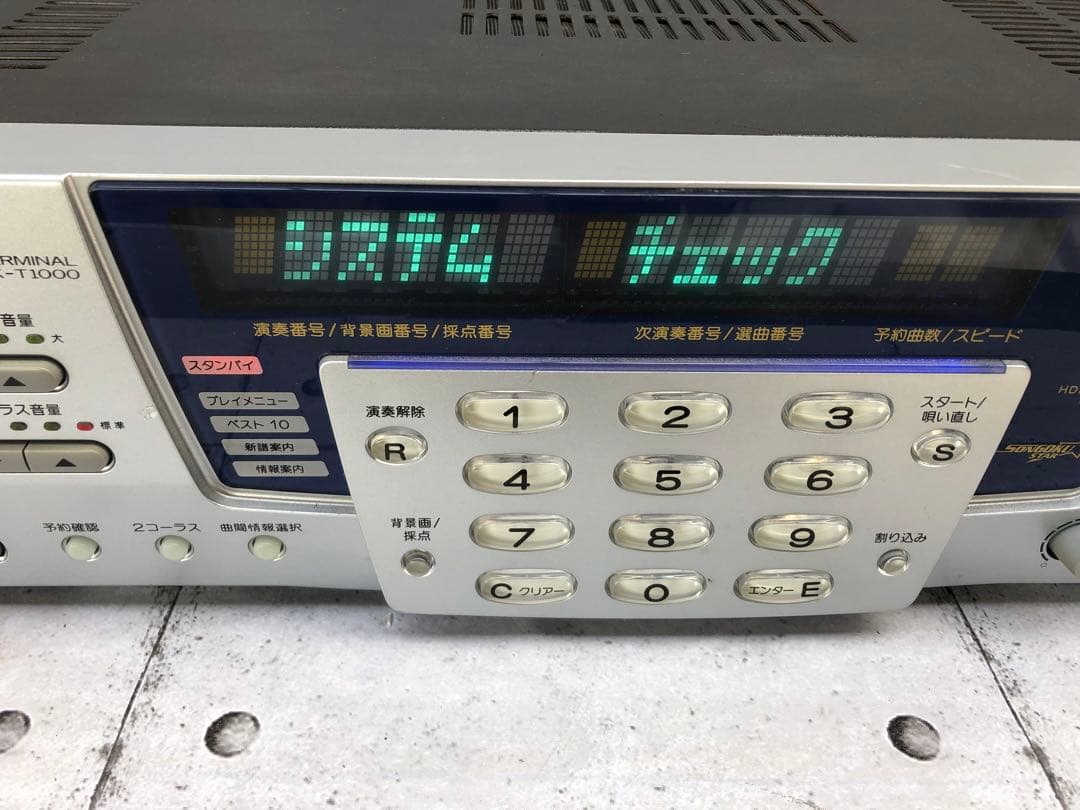 システム チェック
ERMINAL
K-T1000
演奏番号/背景画番号/採点番号
次演奏番号/選曲番号
予約曲数/スピード
音量
大
スタンバイ
プレイメニュー
ベスト10
新譜案内
情報案内
ラス音量
標準
HD
SONGOKU
STAR
演奏解除
R
1
2
3
スタート/
唄い直し
S
4
5
6
背景画/
採点
7
8
9
割り込み
C クリアー
0
エンター E
予約確認
2コーラス
曲間情報選択